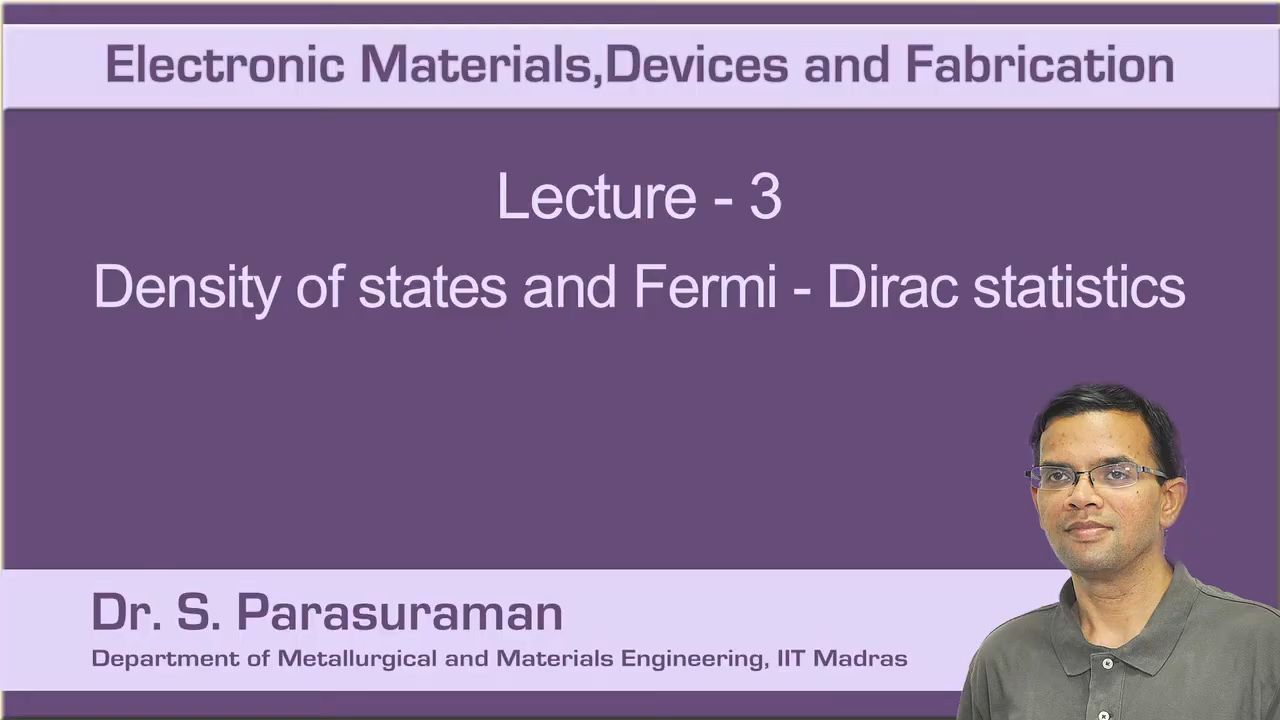 Electronic Materials,Devices and Fabrication
Lecture - 3
Density of states and Fermi - Dirac statistics
Dr. S. Parasuraman
Department of Metallurgical and Materials Engineering, IIT Madras